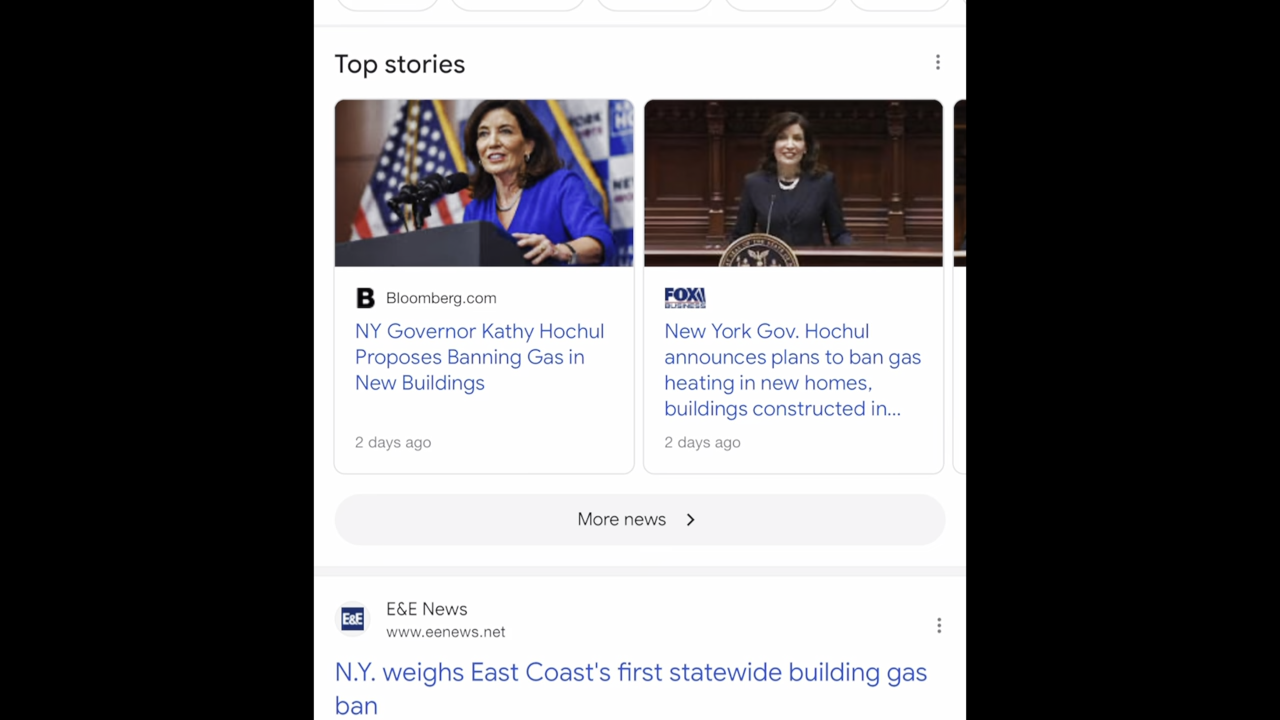 Top stories
B Bloomberg.com
NY Governor Kathy Hochul
Proposes Banning Gas in
New Buildings
2 days ago
FOX
BUSINESS
New York Gov. Hochul
announces plans to ban gas
heating in new homes,
buildings constructed in...
2 days ago
More news
E&E
E&E News
www.eenews.net
N.Y. weighs East Coast's first statewide building gas
ban